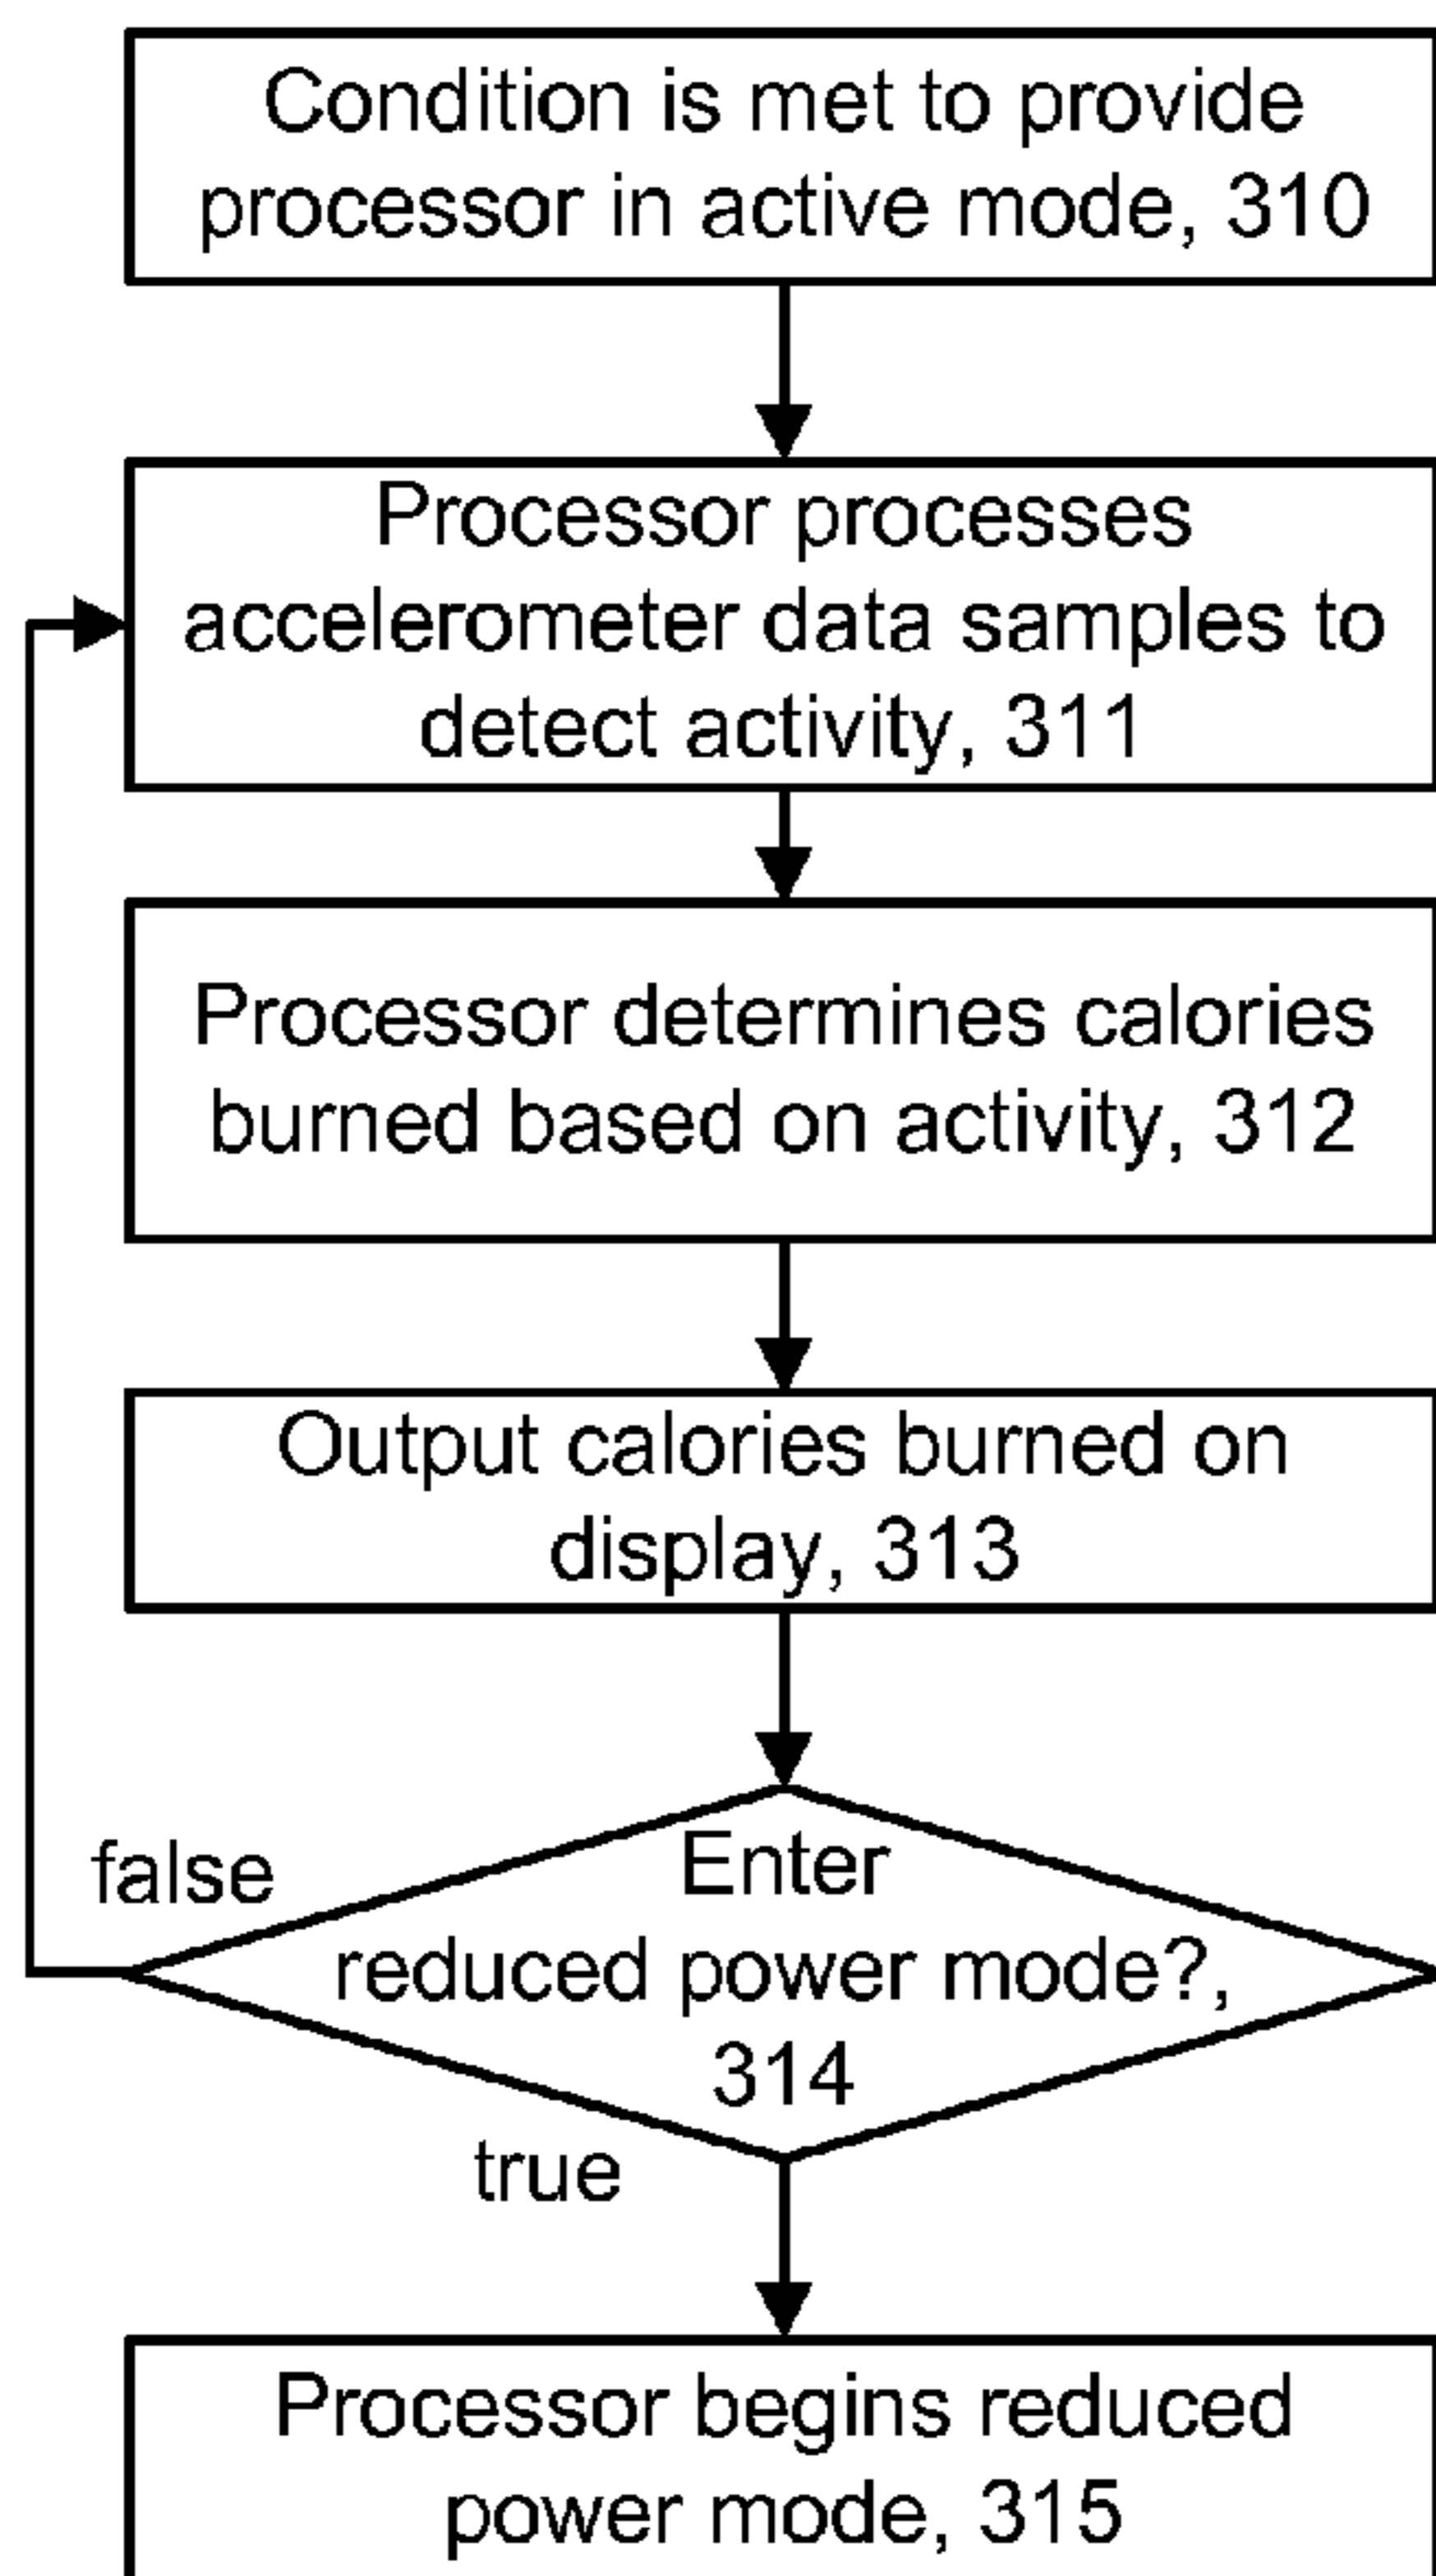 Condition is met to provide
processor in active mode, 310
Processor processes
accelerometer data samples to
detect activity, 311
Processor determines calories
burned based on activity, 312
Output calories burned on
display, 313
false
Enter
reduced power mode?,
314
true
Processor begins reduced
power mode, 315